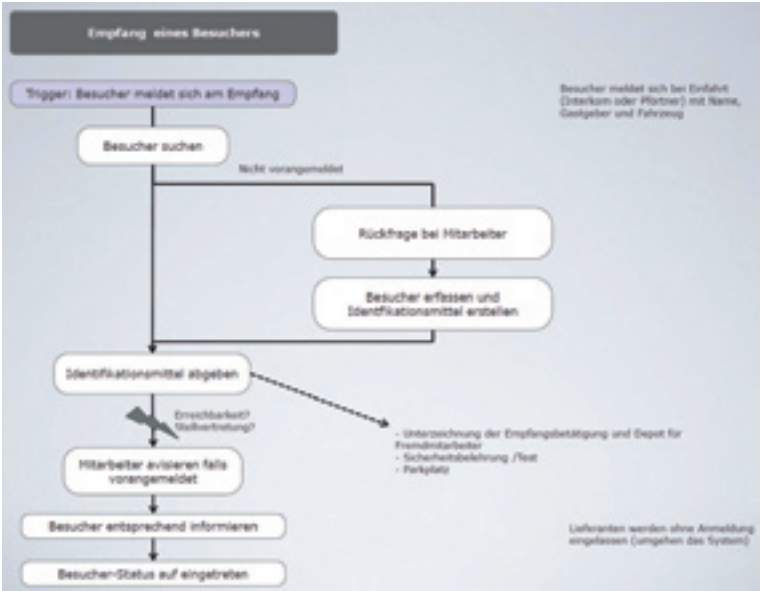 Empfang eines Besuchers
Trigger: Besucher meldet sich am Empfang
Besucher meldet sich bei Einfahrt
(Interkom oder Pförtner) mit Name,
Gastgeber und Fahrzeug
Besucher suchen
Nicht vorangemeldet
Rückfrage bei Mitarbeiter
Besucher erfassen und
Identfikationsmittel erstellen
Identifikationsmittel abgeben
Erreichbarkeit?
Stellvertretung?
- Unterzeichnung der Empfangsbetätigung und Depot für
Fremdmitarbeiter
- Sicherheitsbelehrung /Test
- Parkplatz
Mitarbeiter avisieren falls
vorangemeldet
Besucher entsprechend informieren
Lieferanten werden ohne Anmeldung
eingelassen (umgehen das System)
Besucher-Status auf eingetreten